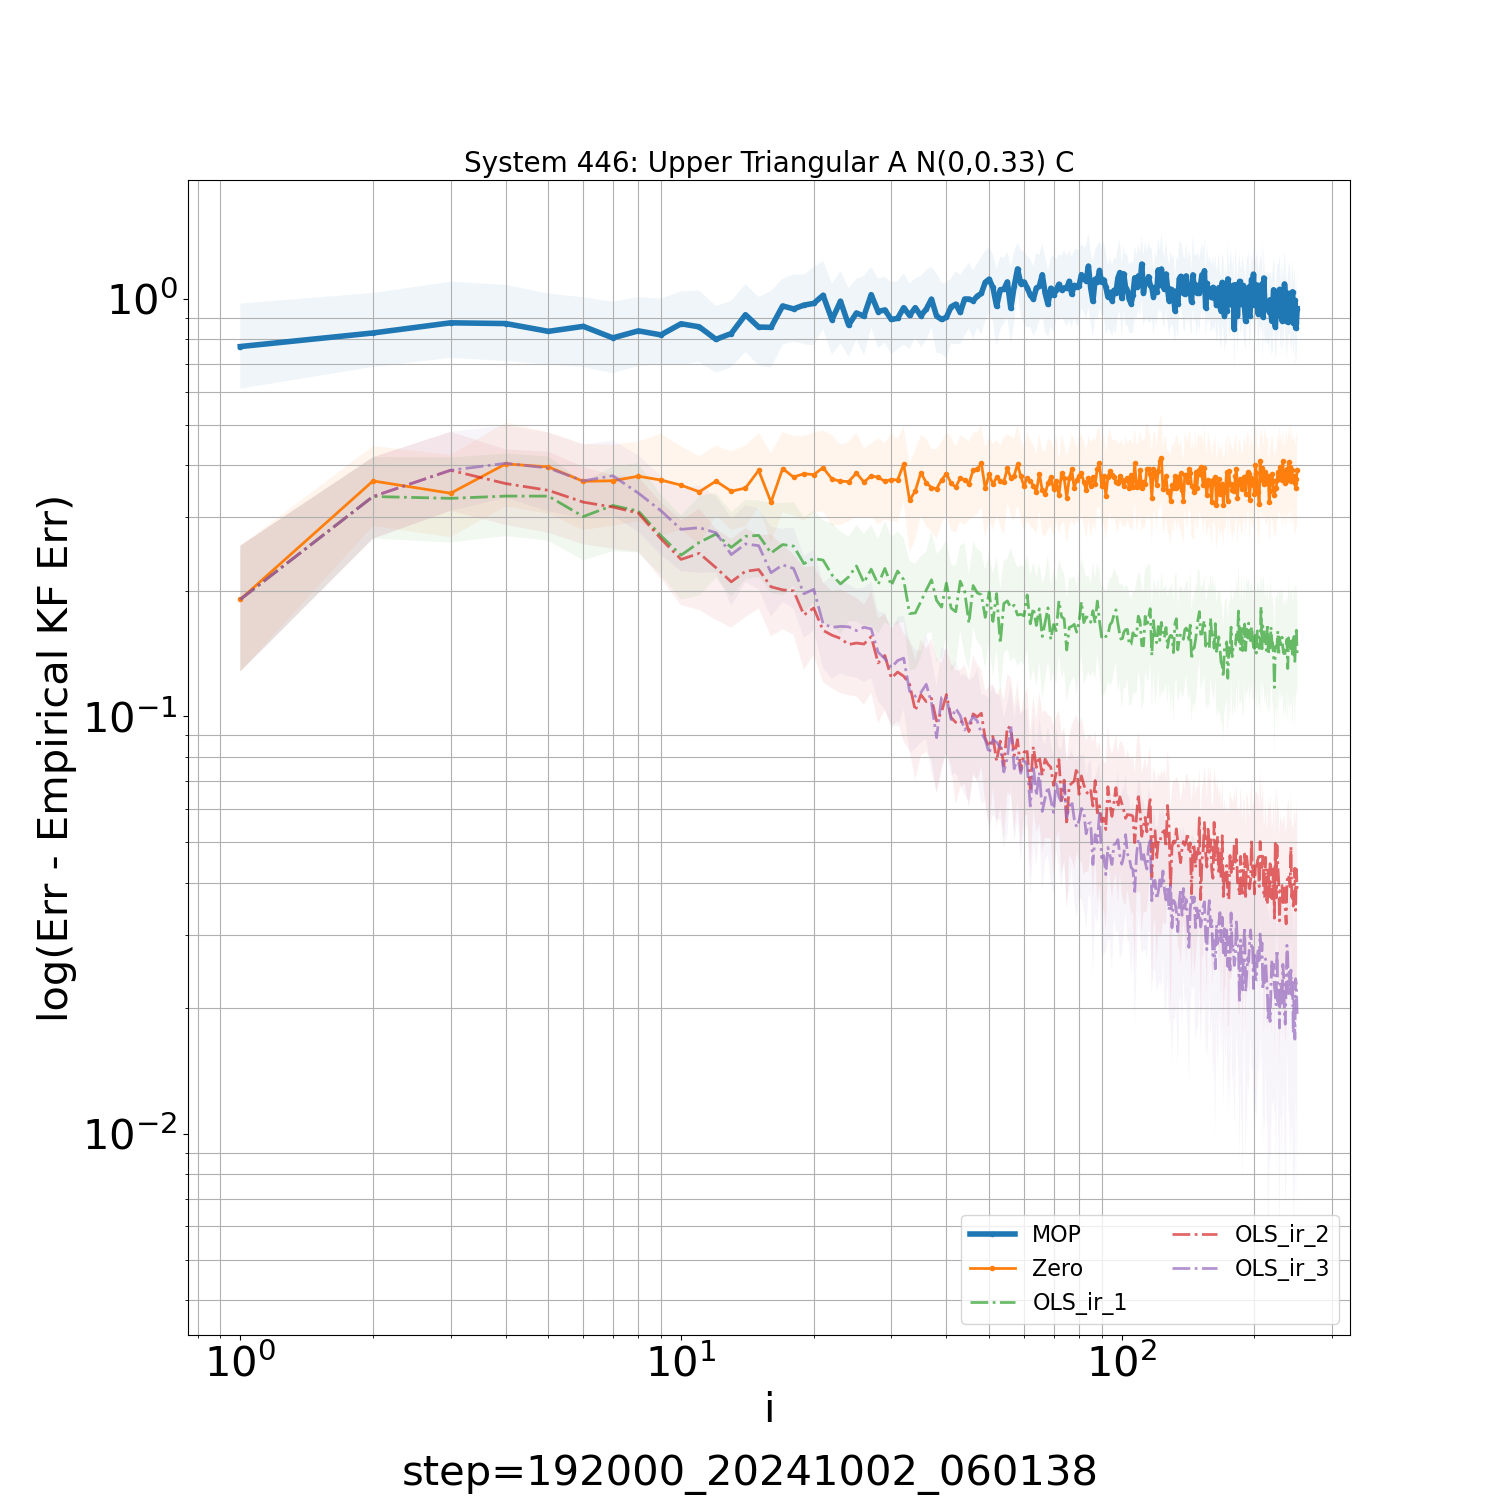 System 446: Upper Triangular A N(0,0.33) C
log(Err - Empirical KF Err)
10⁰
10⁻¹
10⁻²
MOP
Zero
OLS_ir_1
OLS_ir_2
OLS_ir_3
10⁰ 10¹ 10²
i
step=192000_20241002_060138